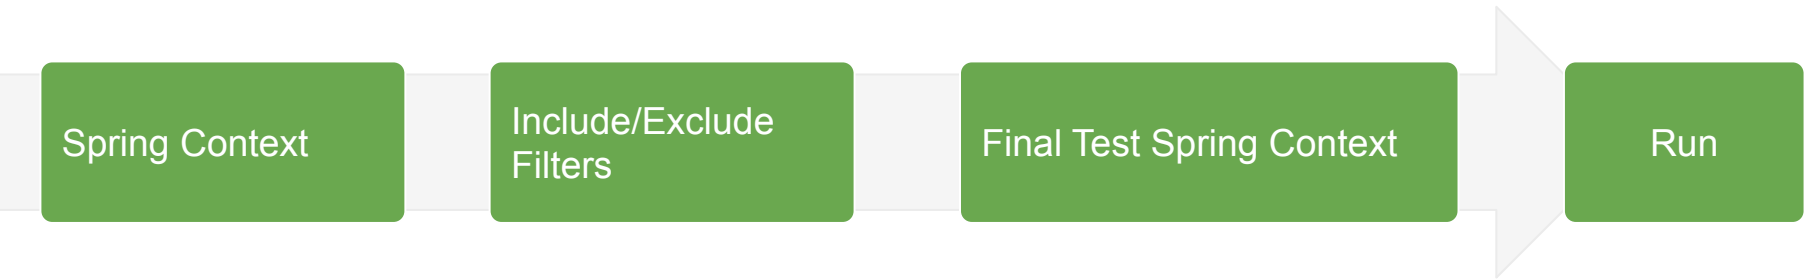 Spring Context
Include/Exclude
Filters
Final Test Spring Context
Run